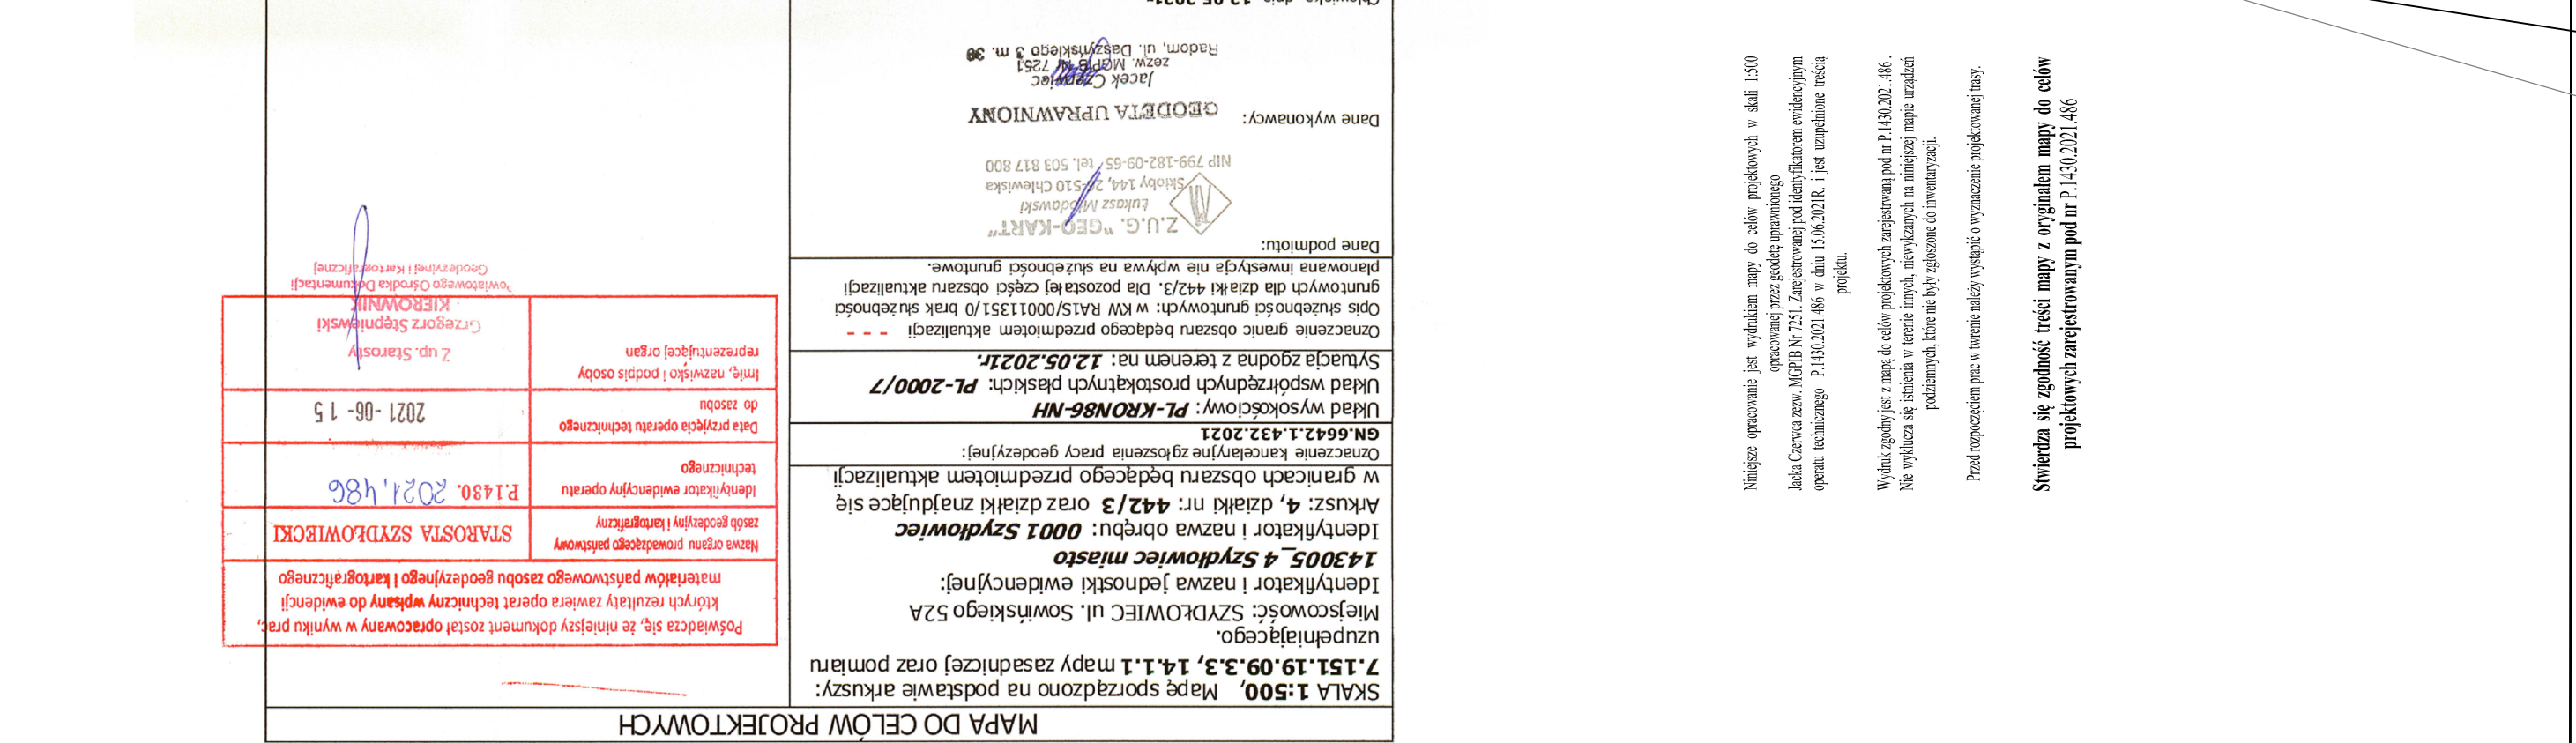 MAPA DO CELÓW PROJEKTOWYCH
SKALA 1:500, Mapę sporządzono na podstawie arkuszy:
7.151.19.09.3.3, 14.1.1 mapy zasadniczej oraz pomiaru
uzupełniającego.
Miejscowość: SZYDŁOWIEC ul. Sowińskiego 52A
Identyfikator i nazwa jednostki ewidencyjnej:
143005_4 Szydłowiec miasto
Identyfikator i nazwa obrębu: 0001 Szydłowiec
Arkusz: 4, działki nr: 442/3 oraz działki znajdujące się
w granicach obszaru będącego przedmiotem aktualizacji
Oznaczenie kancelaryjne zgłoszenia pracy geodezyjnej:
GN.6642.1.432.2021
Układ wysokościowy: PL-KRON86-NH
Układ współrzędnych prostokątnych płaskich: PL-2000/7
Sytuacja zgodna z terenem na: 12.05.2021r.
Oznaczenie granic obszaru będącego przedmiotem aktualizacji - - -
Opis służebności gruntowych: w KW RA1S/00011351/0 brak służebności
gruntowych dla działki 442/3. Dla pozostałej części obszaru aktualizacji
planowana inwestycja nie wpływa na służebności gruntowe.
Dane podmiotu:
Z.U.G. "GEO-KART"
Łukasz Miodowski
Skłoby 144, 26-510 Chlewiska
NIP 799-182-09-65, tel. 503 817 800
Dane wykonawcy:
GEODETA UPRAWNIONY
Jacek Czerwiec
zezw. MGPiB Nr 7251
Radom, ul. Daszyńskiego 3 m. 39
Chlewiska, dnia 12.05.2021r
Poświadcza się, że niniejszy dokument został opracowany w wyniku prac,
których rezultaty zawiera operat techniczny wpisany do ewidencji
materiałów państwowego zasobu geodezyjnego i kartograficznego
Nazwa organu prowadzącego państwowy
zasób geodezyjny i kartograficzny
STAROSTA SZYDŁOWIECKI
Identyfikator ewidencyjny operatu
technicznego
P.1430. 2021.486
Data przyjęcia operatu technicznego
do zasobu
2021 -06- 15
Imię, nazwisko i podpis osoby
reprezentującej organ
Z up. Starosty
Grzegorz Stępniewski
KIEROWNIK
Powiatowego Ośrodka Dokumentacji
Geodezyjnej i Kartograficznej
Niniejsze opracowanie jest wydrukiem mapy do celów projektowych w skali 1:500
opracowanej przez geodetę uprawnionego
Jacka Czerwca zezw. MGPIB Nr 7251. Zarejestrowanej pod identyfikatorem ewidencyjnym
operatu technicznego P.1430.2021.486 w dniu 15.06.2021R. i jest uzupełnione treścią
projektu.
Wydruk zgodny jest z mapą do celów projektowych zarejestrwaną pod nr P.1430.2021.486 .
Nie wyklucza się istnienia w terenie innych, niewykzanych na niniejszej mapie urządzeń
podziemnych, które nie były zgłoszone do inwentaryzacji.
Przed rozpoczęciem prac w twrenie należy wystąpić o wyznaczenie projektowanej trasy.
Stwierdza się zgodność treści mapy z oryginałem mapy do celów
projektowych zarejestrowanym pod nr P.1430.2021.486